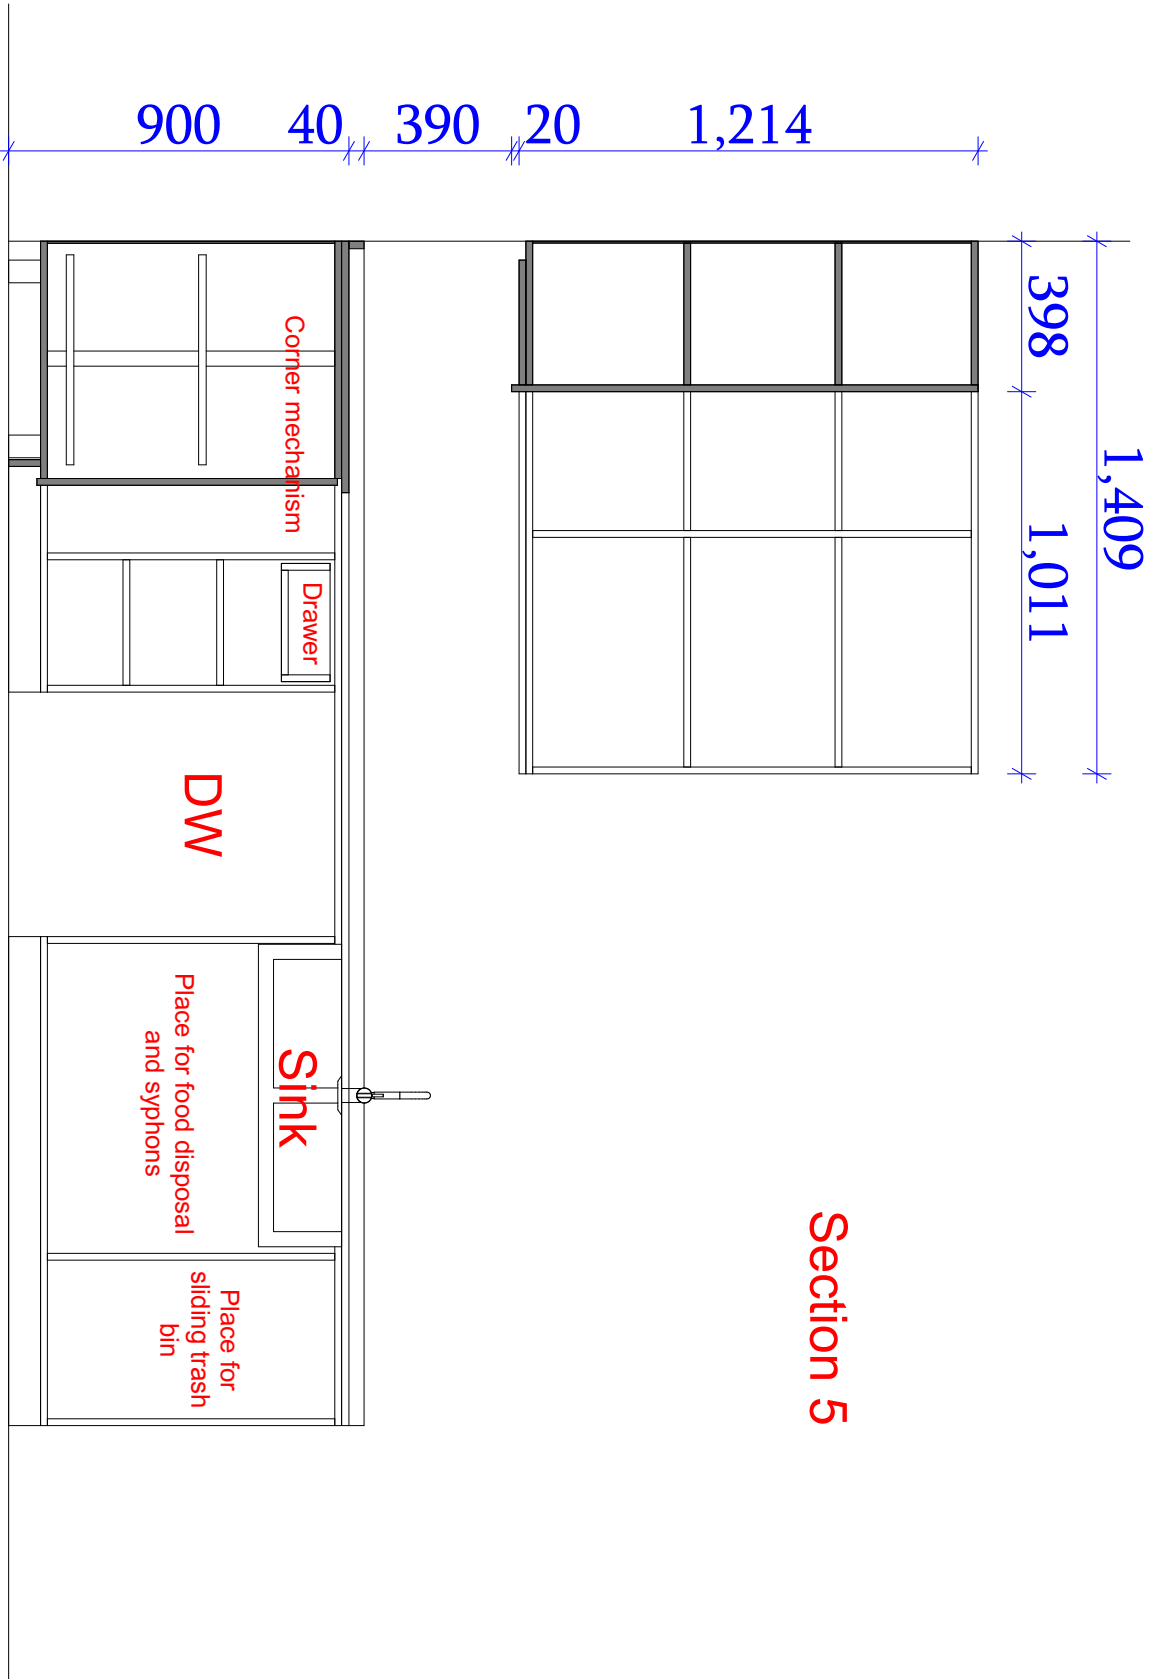 900
40
390
20
1,214
398
1,409
1,011
Corner mechanism
Drawer
DW
Sink
Place for food disposal
and syphons
Place for
sliding trash
bin
Section 5